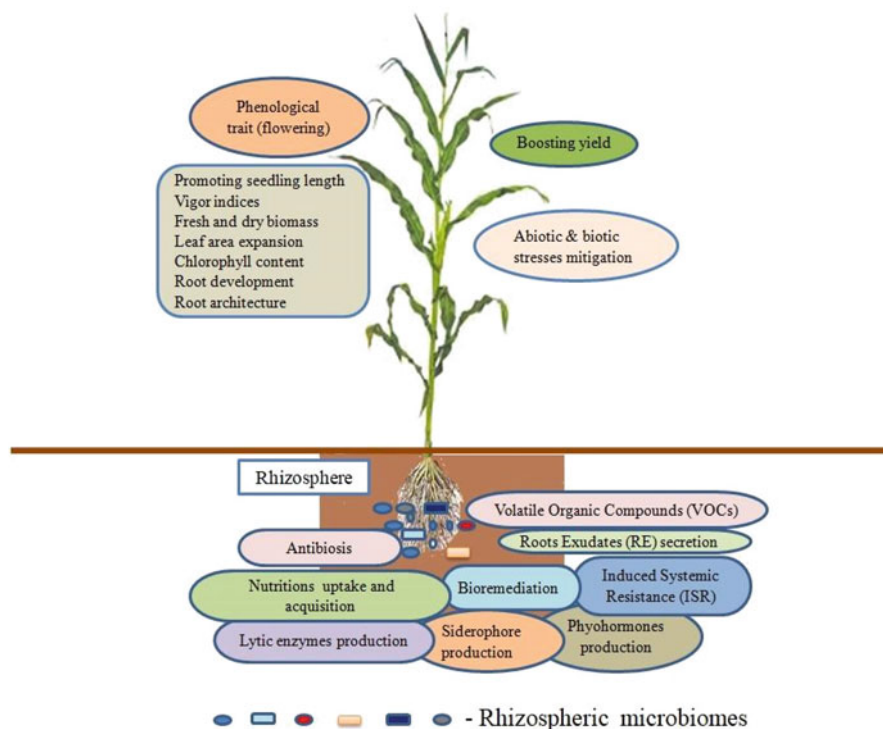 Phenological
trait (flowering)
Boosting yield
Promoting seedling length
Vigor indices
Fresh and dry biomass
Leaf area expansion
Chlorophyll content
Root development
Root architecture
Abiotic & biotic
stresses mitigation
Rhizosphere
Volatile Organic Compounds (VOCs)
Roots Exudates (RE) secretion
Antibiosis
Nutritions uptake and
acquisition
Bioremediation
Induced Systemic
Resistance (ISR)
Lytic enzymes production
Siderophore
production
Phyohormones
production
- Rhizospheric microbiomes